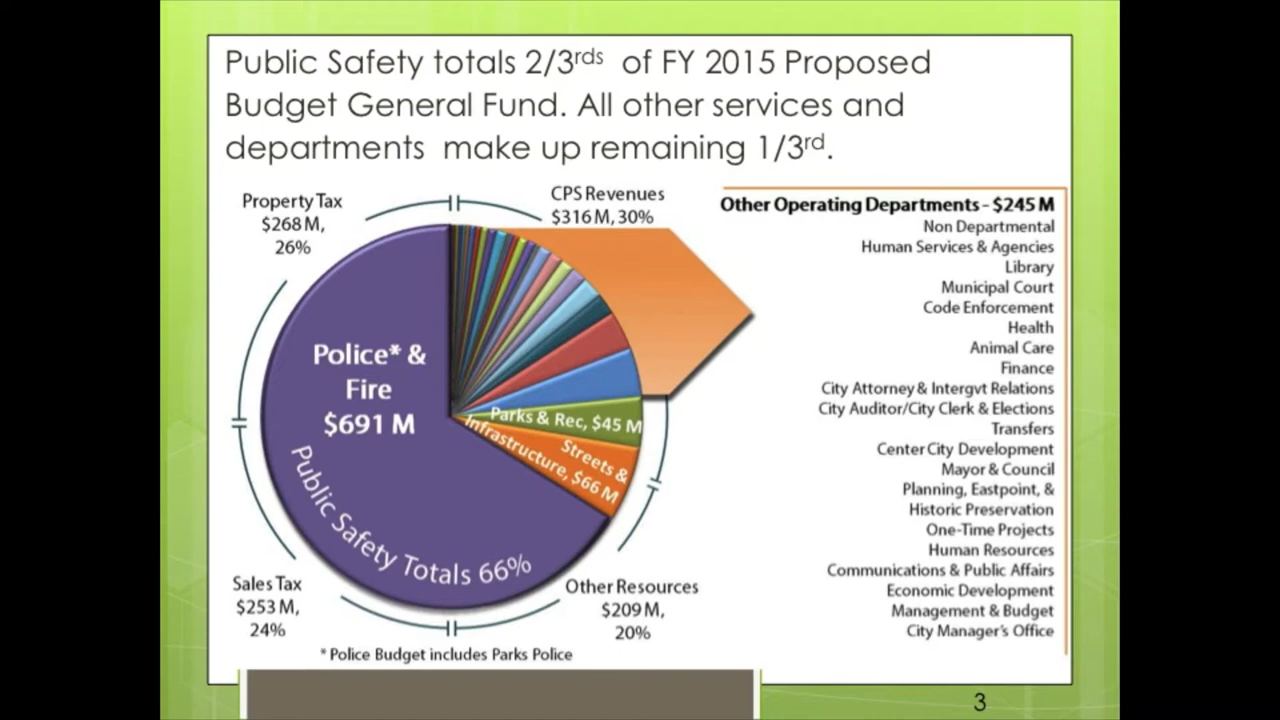 Public Safety totals 2/3rds of FY 2015 Proposed
Budget General Fund. All other services and
departments make up remaining 1/3rd.
Property Tax
$268 M,
26%
CPS Revenues
$316 M, 30%
Police* &
Fire
$691 M
Public Safety Totals 66%
Parks & Rec, $45 M
Streets &
Infrastructure, $66 M
Sales Tax
$253 M,
24%
Other Resources
$209 M,
20%
* Police Budget includes Parks Police
Other Operating Departments - $245 M
Non Departmental
Human Services & Agencies
Library
Municipal Court
Code Enforcement
Health
Animal Care
Finance
City Attorney & Intergvt Relations
City Auditor/City Clerk & Elections
Transfers
Center City Development
Mayor & Council
Planning, Eastpoint, &
Historic Preservation
One-Time Projects
Human Resources
Communications & Public Affairs
Economic Development
Management & Budget
City Manager's Office
3